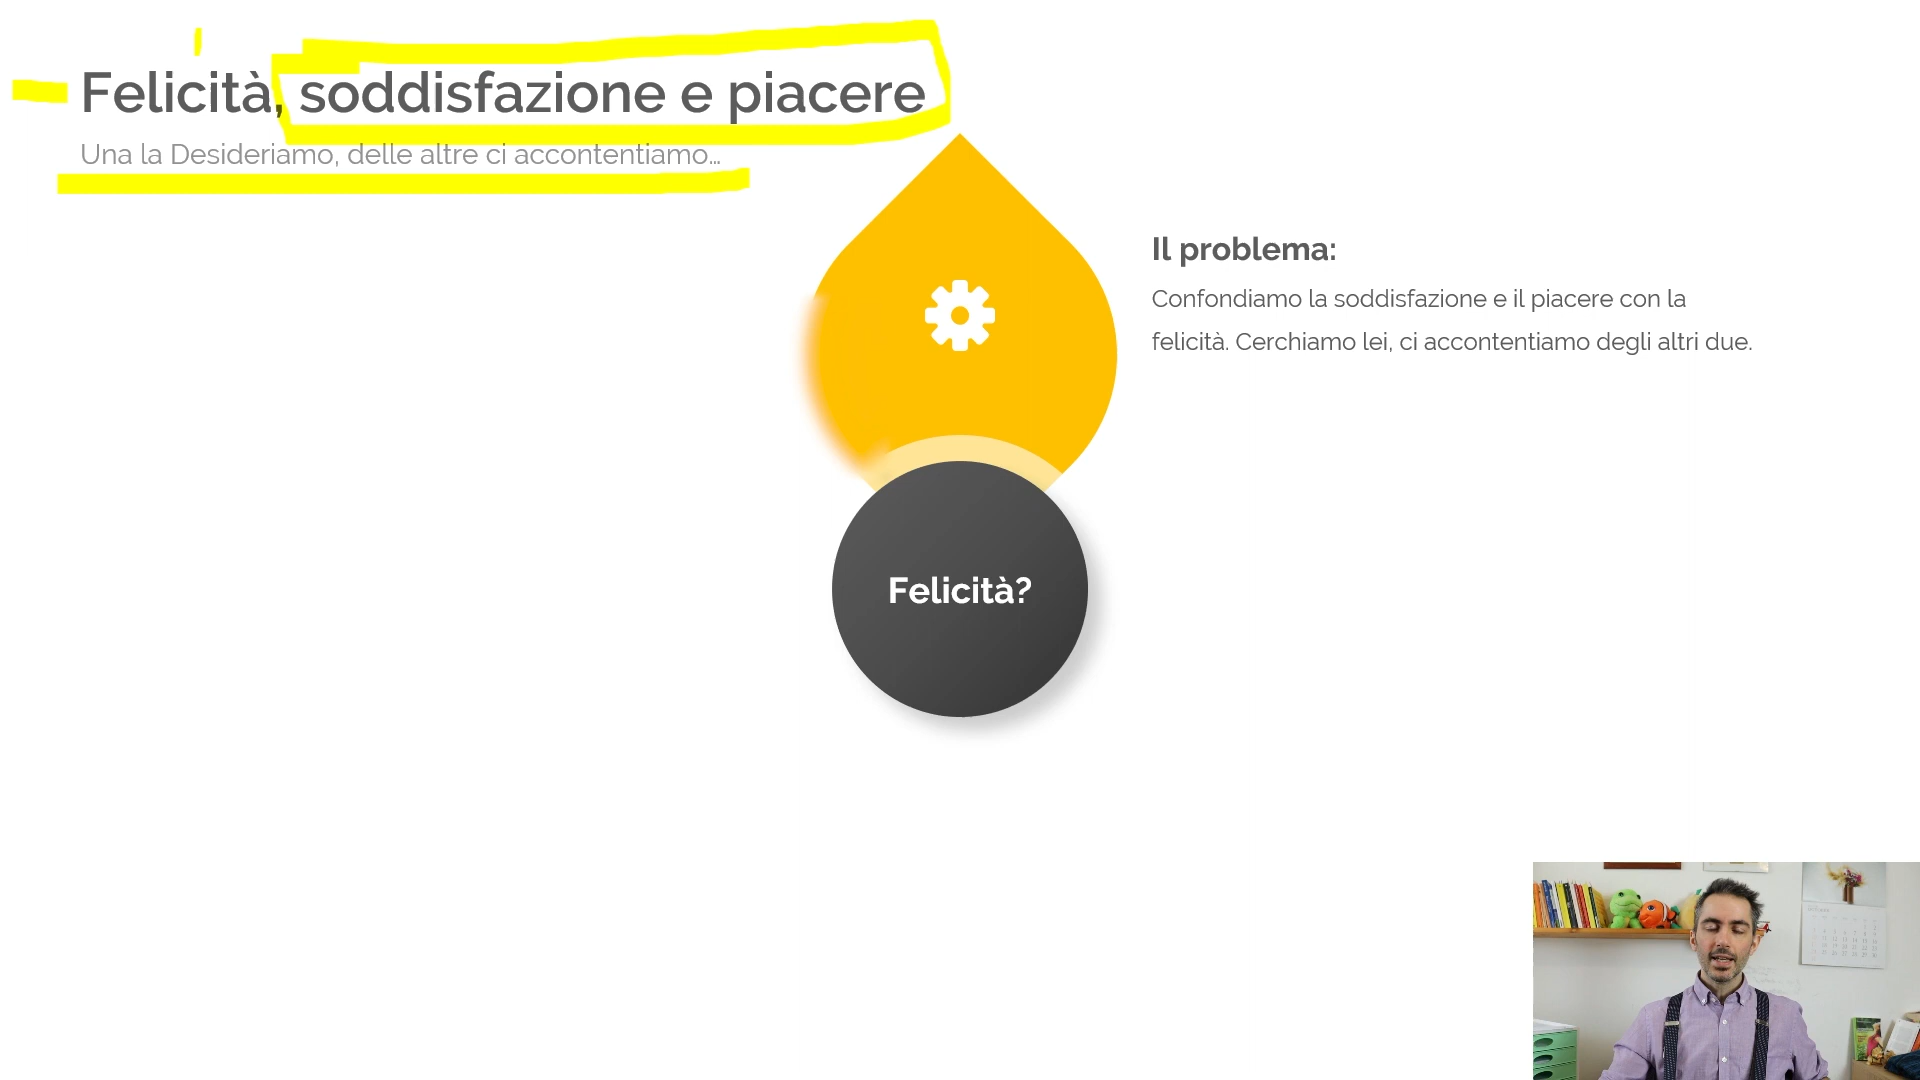 Felicità, soddisfazione e piacere
Una la Desideriamo, delle altre ci accontentiamo...
Il problema:
Confondiamo la soddisfazione e il piacere con la
felicità. Cerchiamo lei, ci accontentiamo degli altri due.
Felicità?